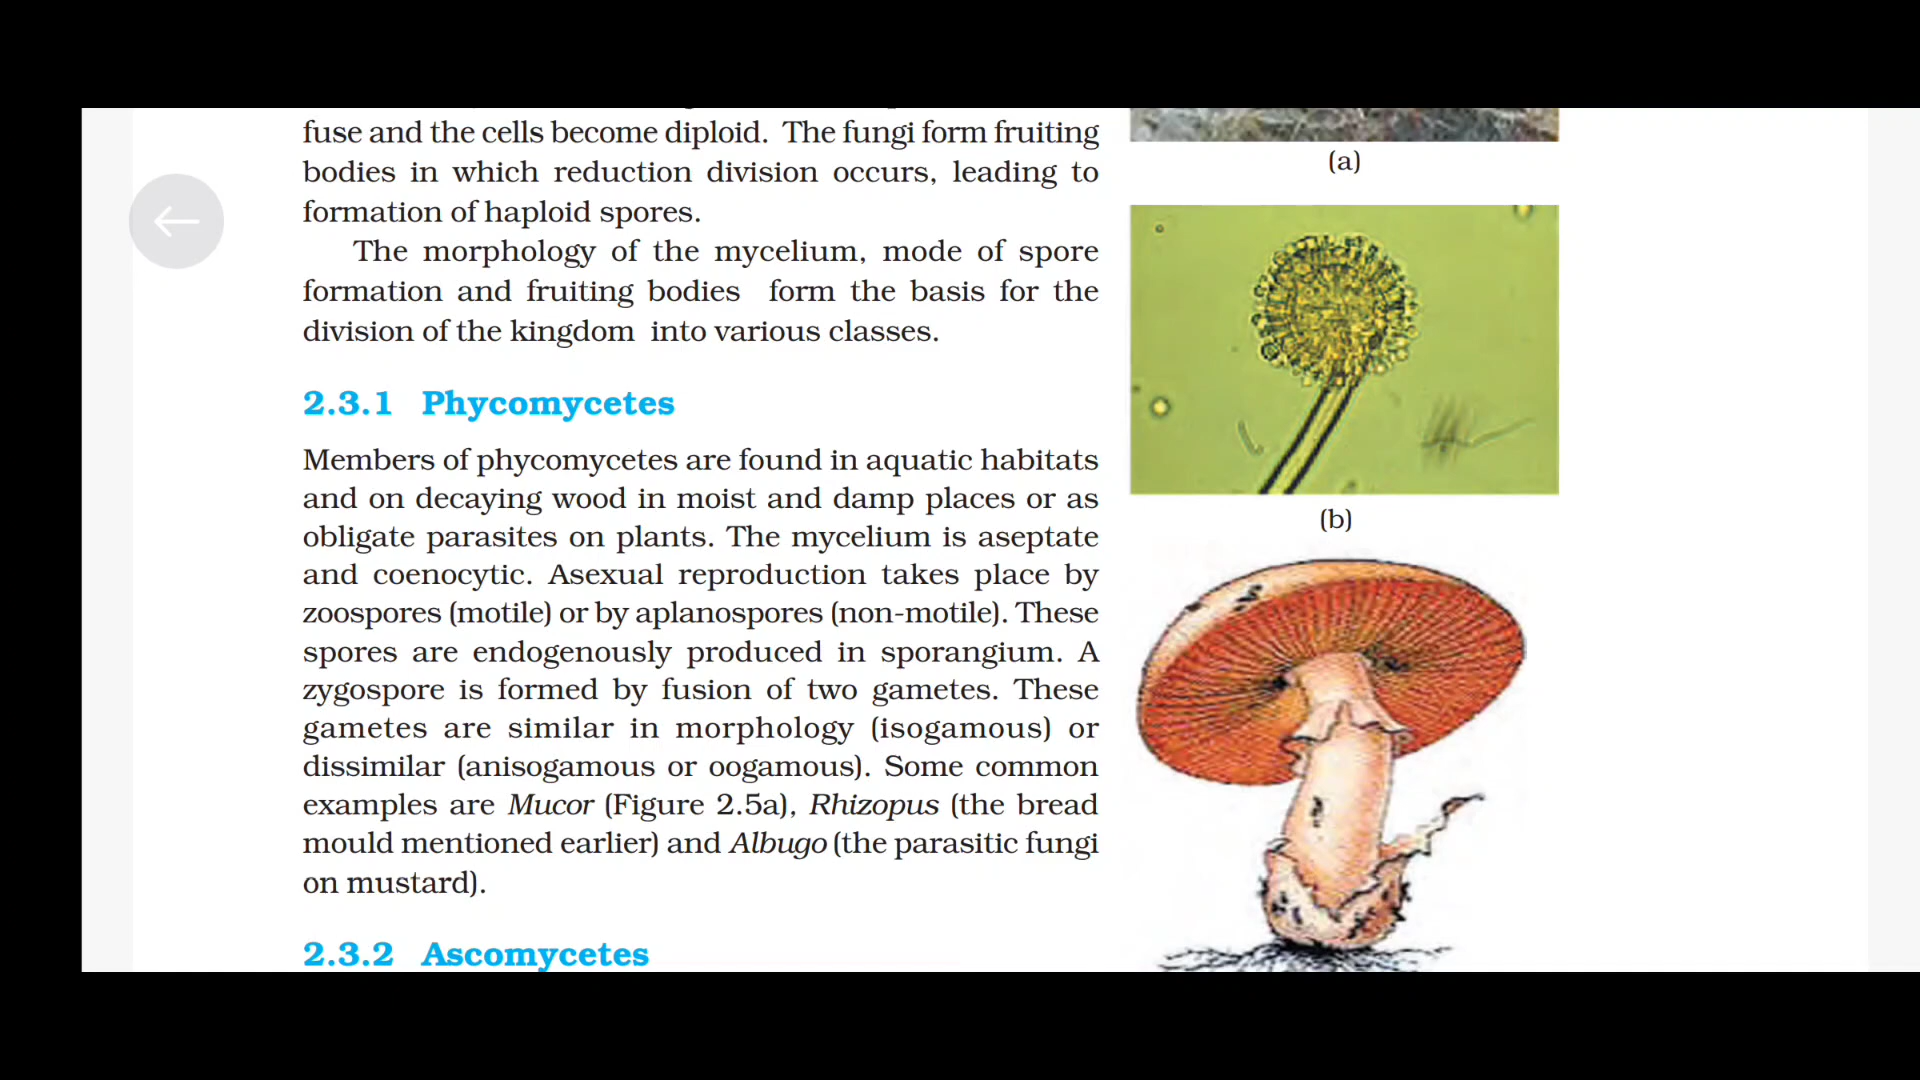 fuse and the cells become diploid. The fungi form fruiting
bodies in which reduction division occurs, leading to
formation of haploid spores.
The morphology of the mycelium, mode of spore
formation and fruiting bodies form the basis for the
division of the kingdom into various classes.
2.3.1 Phycomycetes
Members of phycomycetes are found in aquatic habitats
and on decaying wood in moist and damp places or as
obligate parasites on plants. The mycelium is aseptate
and coenocytic. Asexual reproduction takes place by
zoospores (motile) or by aplanospores (non-motile). These
spores are endogenously produced in sporangium. A
zygospore is formed by fusion of two gametes. These
gametes are similar in morphology (isogamous) or
dissimilar (anisogamous or oogamous). Some common
examples are Mucor (Figure 2.5a), Rhizopus (the bread
mould mentioned earlier) and Albugo (the parasitic fungi
on mustard).
2.3.2 Ascomycetes
(a)
(b)